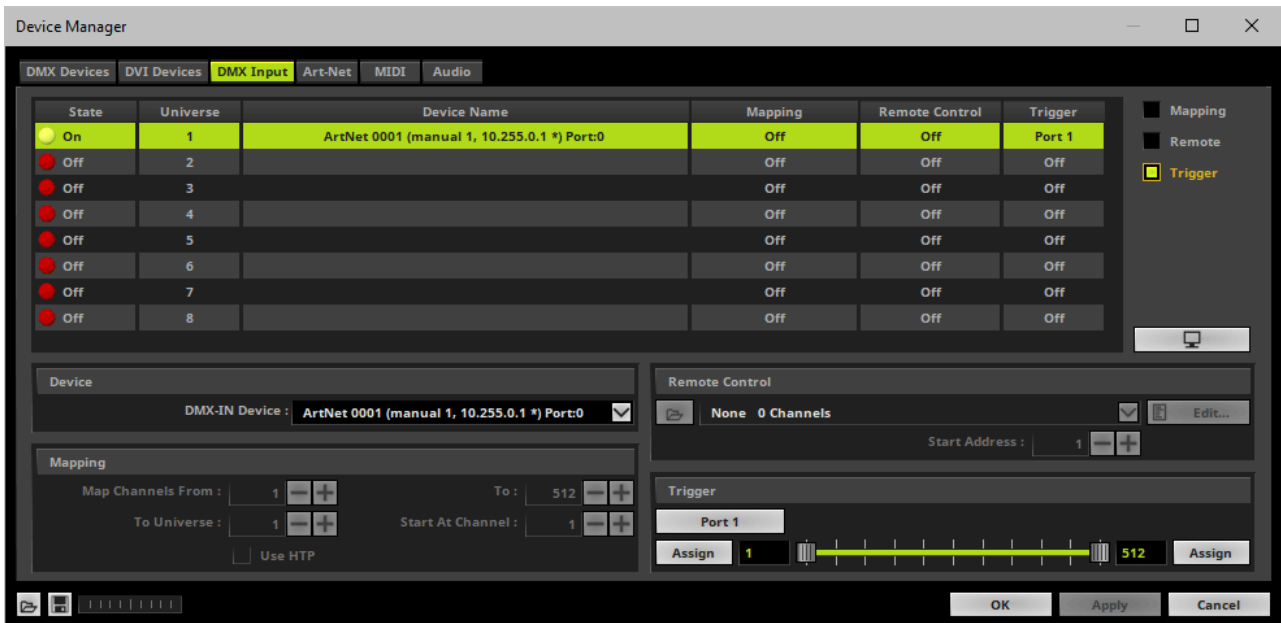 Device Manager
DMX Devices DVI Devices DMX Input Art-Net MIDI Audio
State Universe Device Name Mapping Remote Control Trigger
On 1 ArtNet 0001 (manual 1, 10.255.0.1 *) Port:0 Off Off Port 1
Off 2 Off Off Off
Off 3 Off Off Off
Off 4 Off Off Off
Off 5 Off Off Off
Off 6 Off Off Off
Off 7 Off Off Off
Off 8 Off Off Off
Mapping
Remote
Trigger
Device
DMX-IN Device : ArtNet 0001 (manual 1, 10.255.0.1 *) Port:0
Mapping
Map Channels From : 1 To : 512
To Universe : 1 Start At Channel : 1
Use HTP
Remote Control
None 0 Channels Edit...
Start Address : 1
Trigger
Port 1
Assign 1 512 Assign
OK Apply Cancel